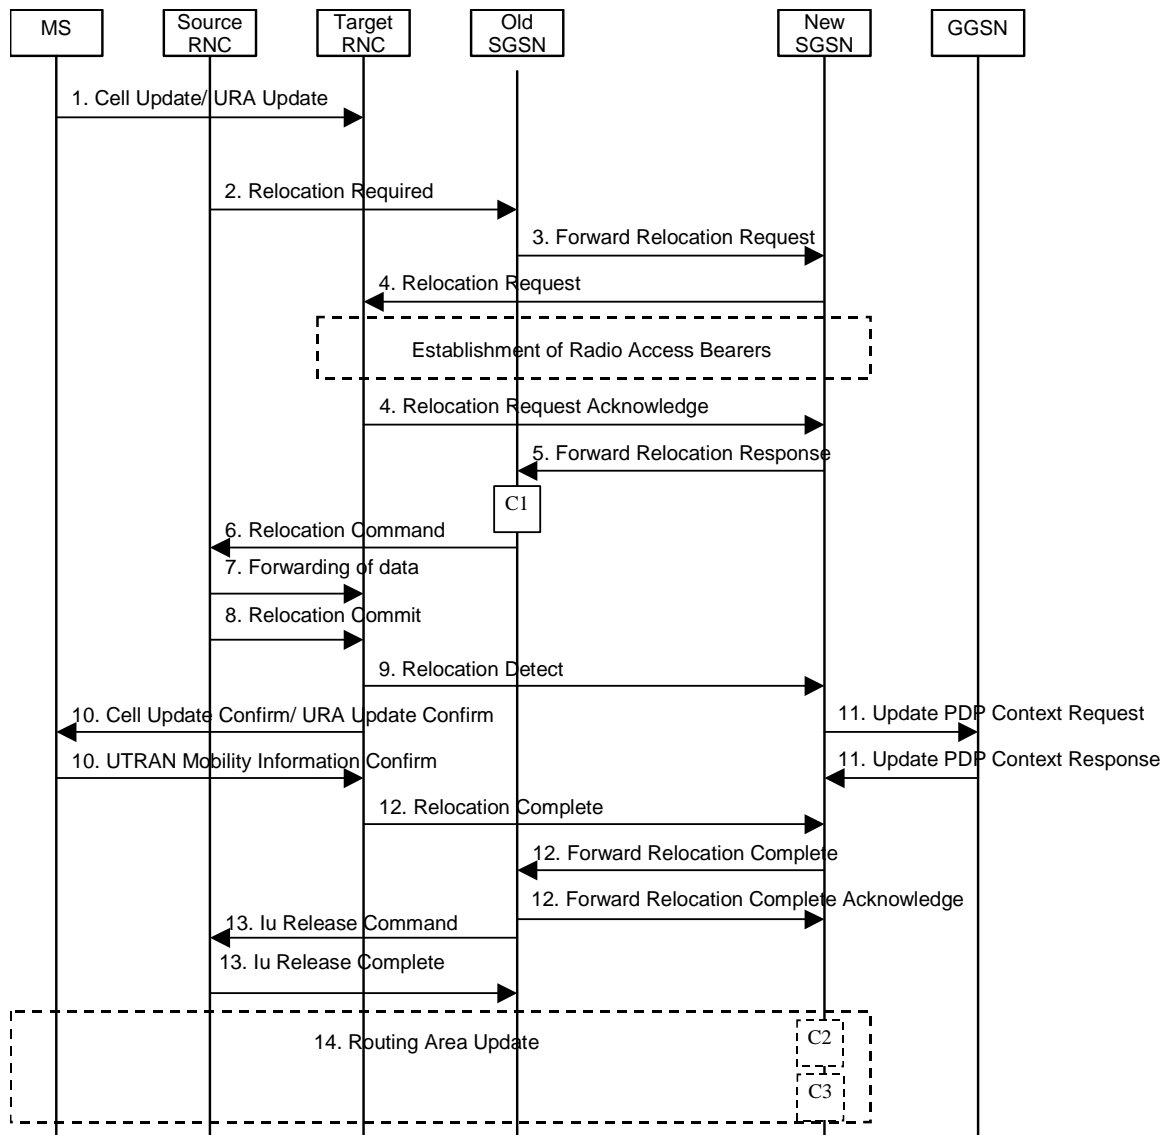 MS
Source
RNC
Target
RNC
Old
SGSN
New
SGSN
GGSN
1. Cell Update/ URA Update
2. Relocation Required
3. Forward Relocation Request
4. Relocation Request
Establishment of Radio Access Bearers
4. Relocation Request Acknowledge
5. Forward Relocation Response
C1
6. Relocation Command
7. Forwarding of data
8. Relocation Commit
9. Relocation Detect
10. Cell Update Confirm/ URA Update Confirm
11. Update PDP Context Request
10. UTRAN Mobility Information Confirm
11. Update PDP Context Response
12. Relocation Complete
12. Forward Relocation Complete
12. Forward Relocation Complete Acknowledge
13. Iu Release Command
13. Iu Release Complete
14. Routing Area Update
C2
C3